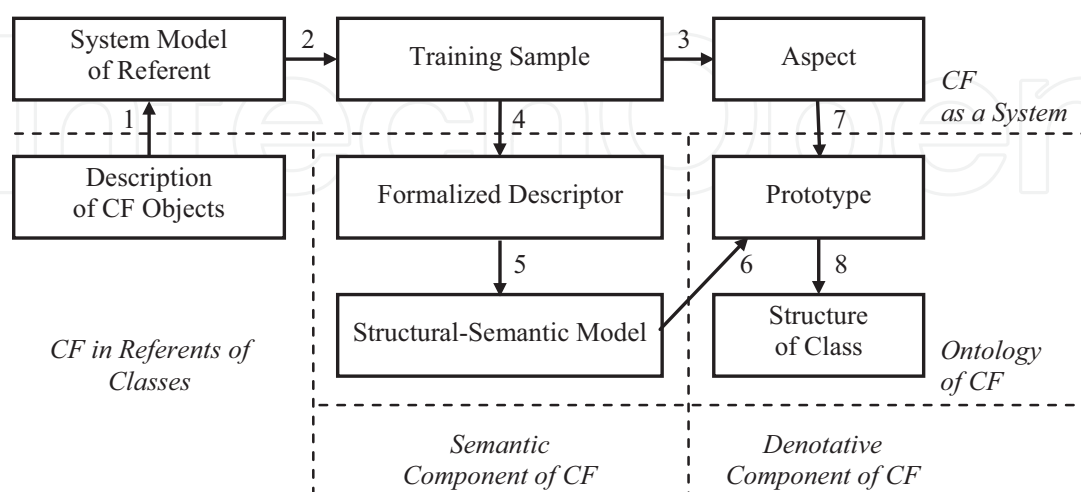 System Model
of Referent
2
Training Sample
3
Aspect
CF
as a System
1
4
7
Description
of CF Objects
Formalized Descriptor
Prototype
5
6
8
Structural-Semantic Model
Structure
of Class
CF in Referents of
Classes
Ontology
of CF
Semantic
Component of CF
Denotative
Component of CF